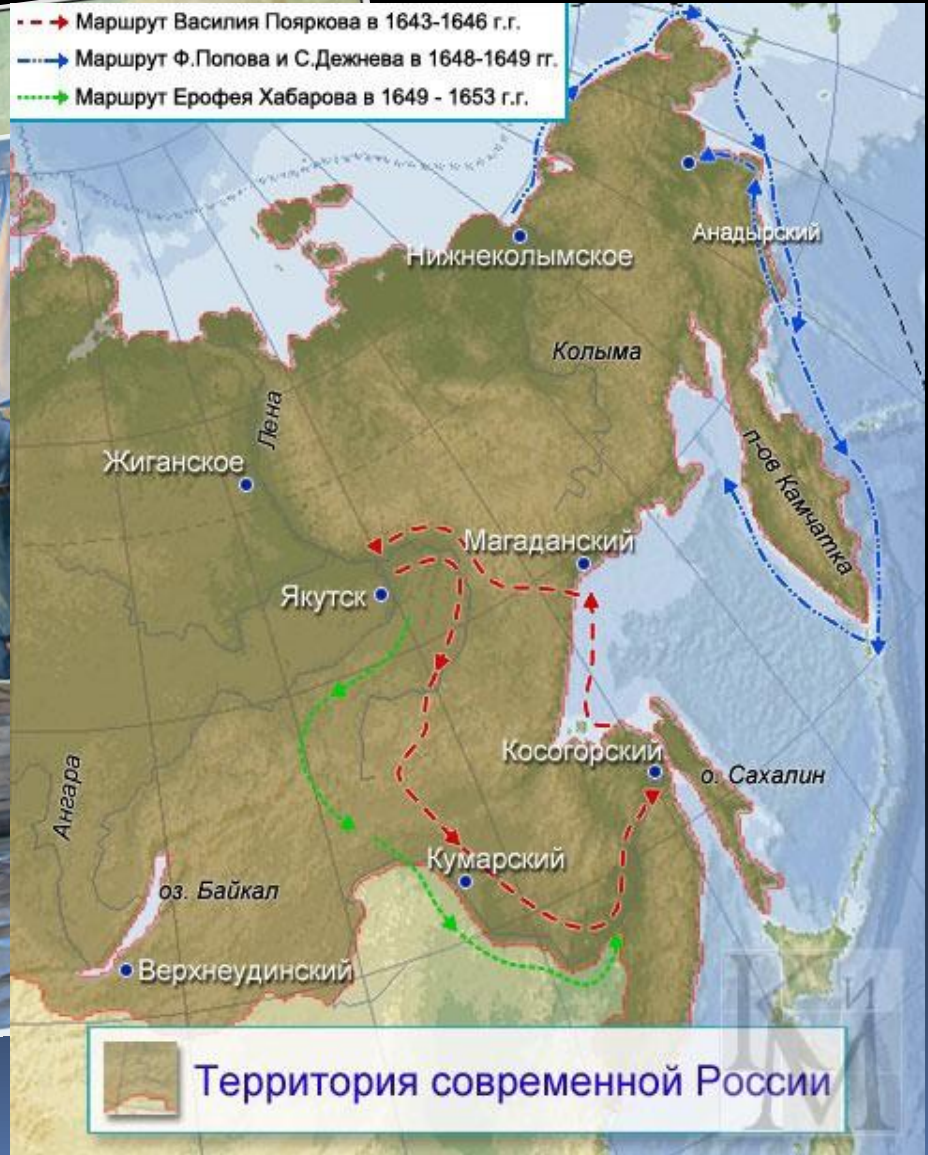 Маршрут Василия Пояркова в 1643-1646 г.г.
Маршрут Ф.Попова и С.Дежнева в 1648-1649 гг.
Маршрут Ерофея Хабарова в 1649 - 1653 г.г.
Анадырский
Нижнеколымское
Колыма
Лена
Жиганское
п-ов Камчатка
Магаданский
Якутск
Косогорский
о. Сахалин
Ангара
Кумарский
оз. Байкал
Верхнеудинский
КиМ
Территория современной России